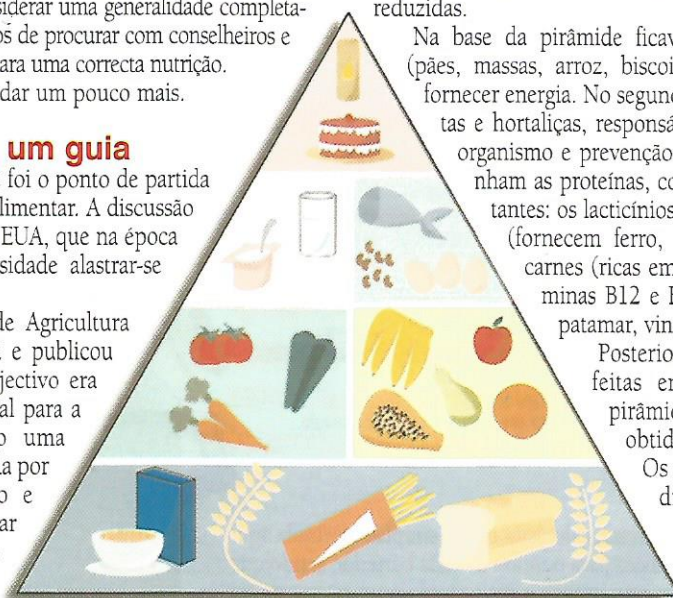 siderar uma generalidade completa-
os de procurar com conselheiros e
ara uma correcta nutrição.
dar um pouco mais.
um guia
foi o ponto de partida
limentar. A discussão
EUA, que na época
sidade alastrar-se
de Agricultura
e publicou
jectivo era
al para a
o uma
a por
o e
ar
reduzidas.
Na base da pirâmide ficav
(pães, massas, arroz, biscoi
fornecer energia. No segund
tas e hortaliças, responsá
organismo e prevenção
nham as proteínas, co
tantes: os lacticínios
(fornecem ferro,
carnes (ricas em
minas B12 e
patamar, vin
Posterio
feitas en
pirâmid
obtid
Os
d